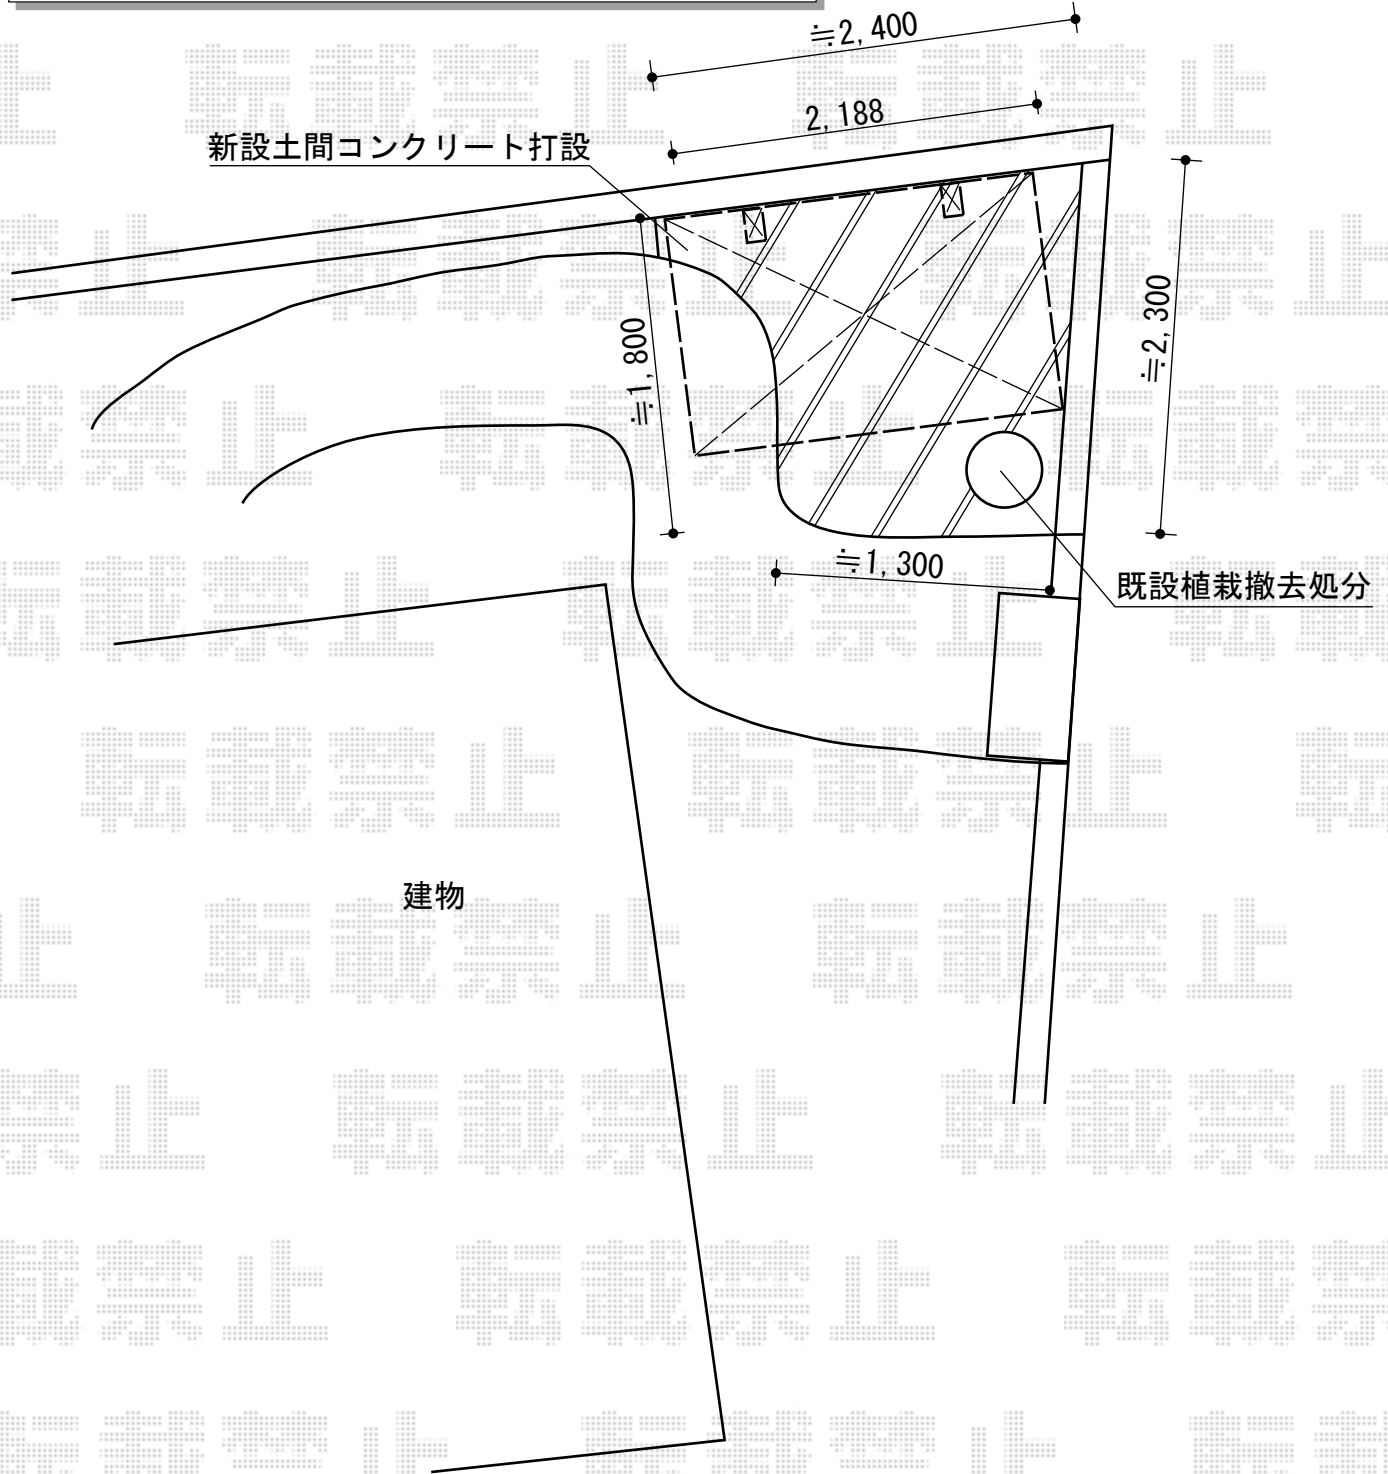 ≒2,400
2,188
新設土間コンクリート打設
≒1,800
≒2,300
≒1,300
既設植栽撤去処分
建物
転載禁止